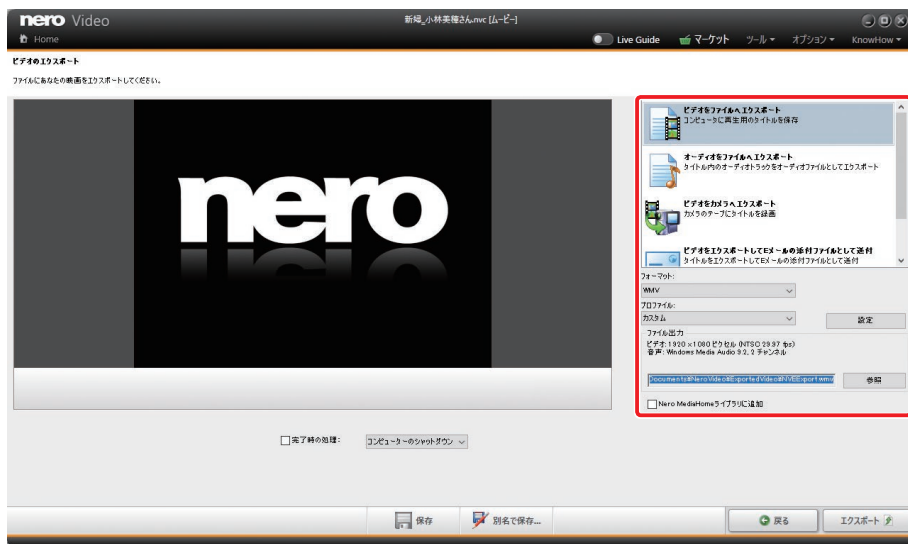 nero Video
新婦_小林美穂さん.nvc [ムービー]
Home
Live Guide
マーケット
ツール
オプション
KnowHow
ビデオのエクスポート
ファイルにあなたの映画をエクスポートしてください。
nero
ビデオをファイルへエクスポート
コンピュータに再生用のタイトルを保存
オーディオをファイルへエクスポート
タイトル内のオーディオトラックをオーディオファイルとしてエクスポート
ビデオをカメラへエクスポート
カメラのテープにタイトルを録画
ビデオをエクスポートしてEメールの添付ファイルとして送付
タイトルをエクスポートしてEメールの添付ファイルとして送付
フォーマット:
WMV
プロファイル:
カスタム
設定
ファイル出力
ビデオ: 1920 x 1080 ピクセル (NTSC 29.97 fps)
音声: Windows Media Audio 9.2, 2 チャンネル
Documents¥NeroVideo¥ExportedVideo¥NVEExport.wmv
参照
Nero MediaHomeライブラリに追加
完了時の処理:
コンピューターのシャットダウン
保存
別名で保存...
戻る
エクスポート